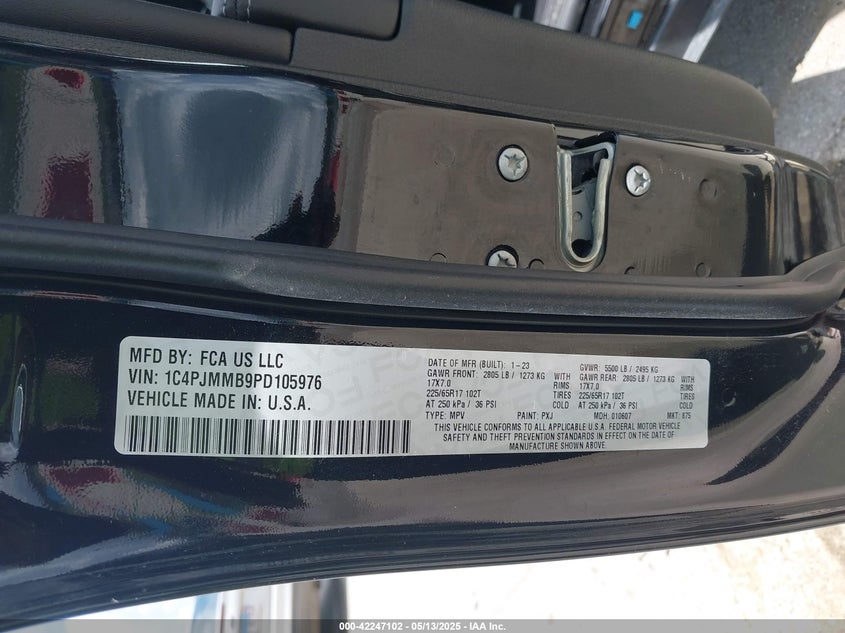 MFD BY: FCA US LLC
VIN: 1C4PJMMB9PD105976
VEHICLE MADE IN U.S.A.
DATE OF MFR (BUILT): 1-23
GAWR FRONT: 2805 LB / 1273 KG WITH
17X7.0 RIMS
225/65R17 102T TIRES
AT 250 kPa / 36 PSI COLD
GVWR: 5500 LB / 2495 KG
GAWR REAR: 2805 LB / 1273 KG WITH
17X7.0 RIMS
225/65R17 102T TIRES
AT 250 kPa / 36 PSI COLD
TYPE: MPV PAINT: PXJ MDH: 010607 MKT: 875
THIS VEHICLE CONFORMS TO ALL APPLICABLE U.S.A. FEDERAL MOTOR VEHICLE
SAFETY AND THEFT PREVENTION STANDARDS IN EFFECT ON THE DATE OF
MANUFACTURE SHOWN ABOVE.
000-42247102 - 05/13/2025 - IAA Inc.